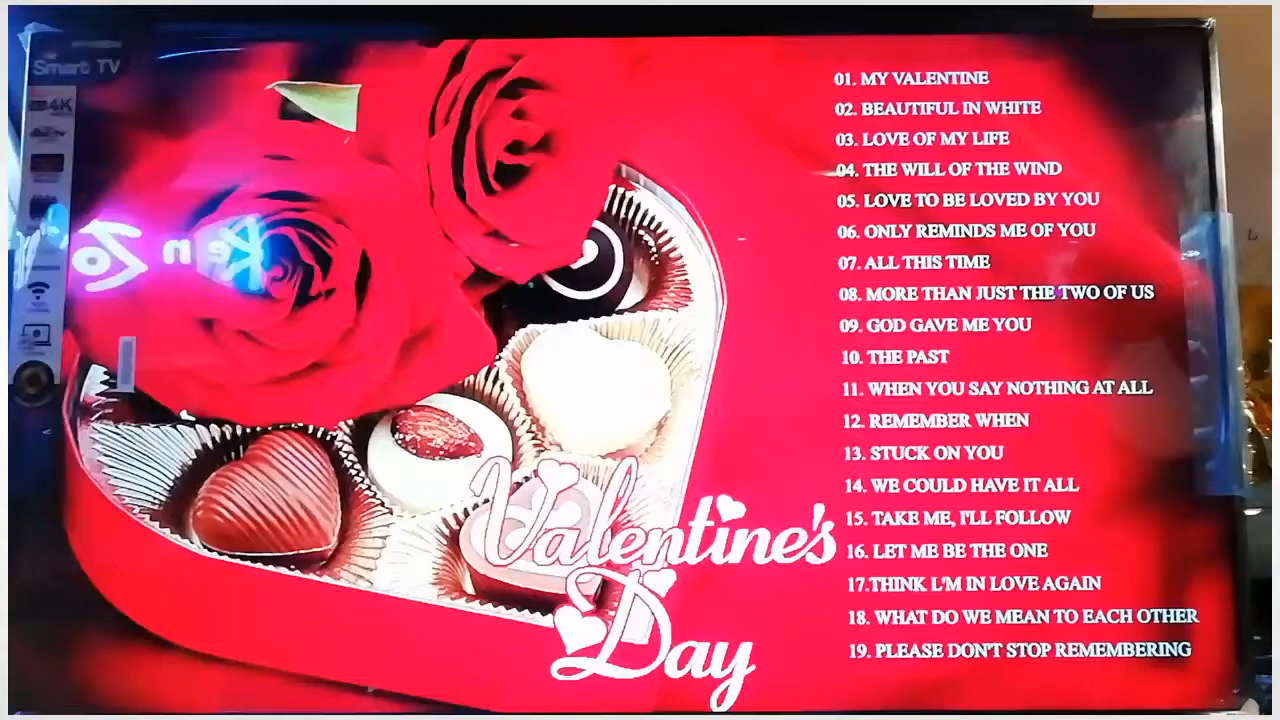 Smart TV
4K
01. MY VALENTINE
02. BEAUTIFUL IN WHITE
03. LOVE OF MY LIFE
04. THE WILL OF THE WIND
05. LOVE TO BE LOVED BY YOU
06. ONLY REMINDS ME OF YOU
07. ALL THIS TIME
08. MORE THAN JUST THE TWO OF US
09. GOD GAVE ME YOU
10. THE PAST
11. WHEN YOU SAY NOTHING AT ALL
12. REMEMBER WHEN
13. STUCK ON YOU
14. WE COULD HAVE IT ALL
15. TAKE ME, I'LL FOLLOW
16. LET ME BE THE ONE
17.THINK L'M IN LOVE AGAIN
18. WHAT DO WE MEAN TO EACH OTHER
19. PLEASE DON'T STOP REMEMBERING
Valentine's
Day